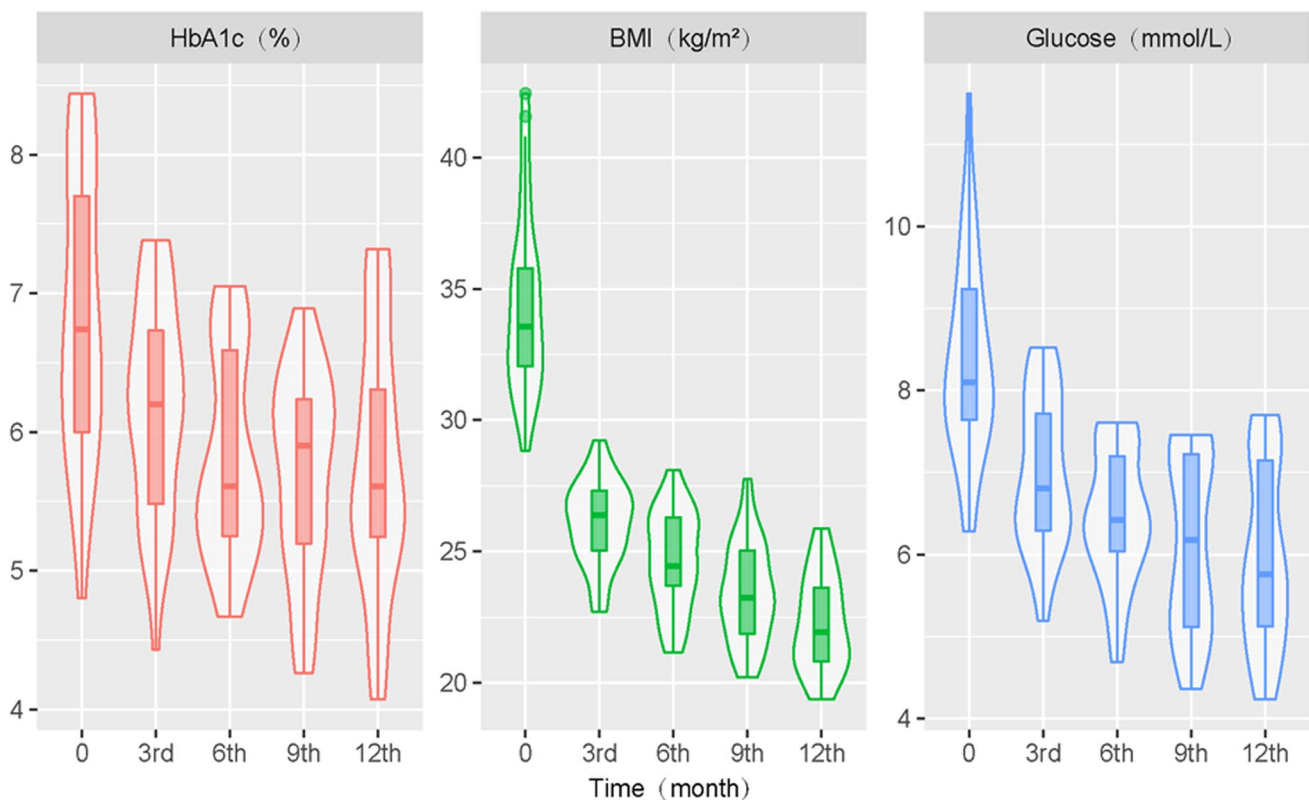 HbA1c（%）
BMI（kg/m²）
Glucose（mmol/L）
8
7
6
5
4
40
35
30
25
20
10
8
6
4
0 3rd 6th 9th 12th
0 3rd 6th 9th 12th
0 3rd 6th 9th 12th
Time（month）